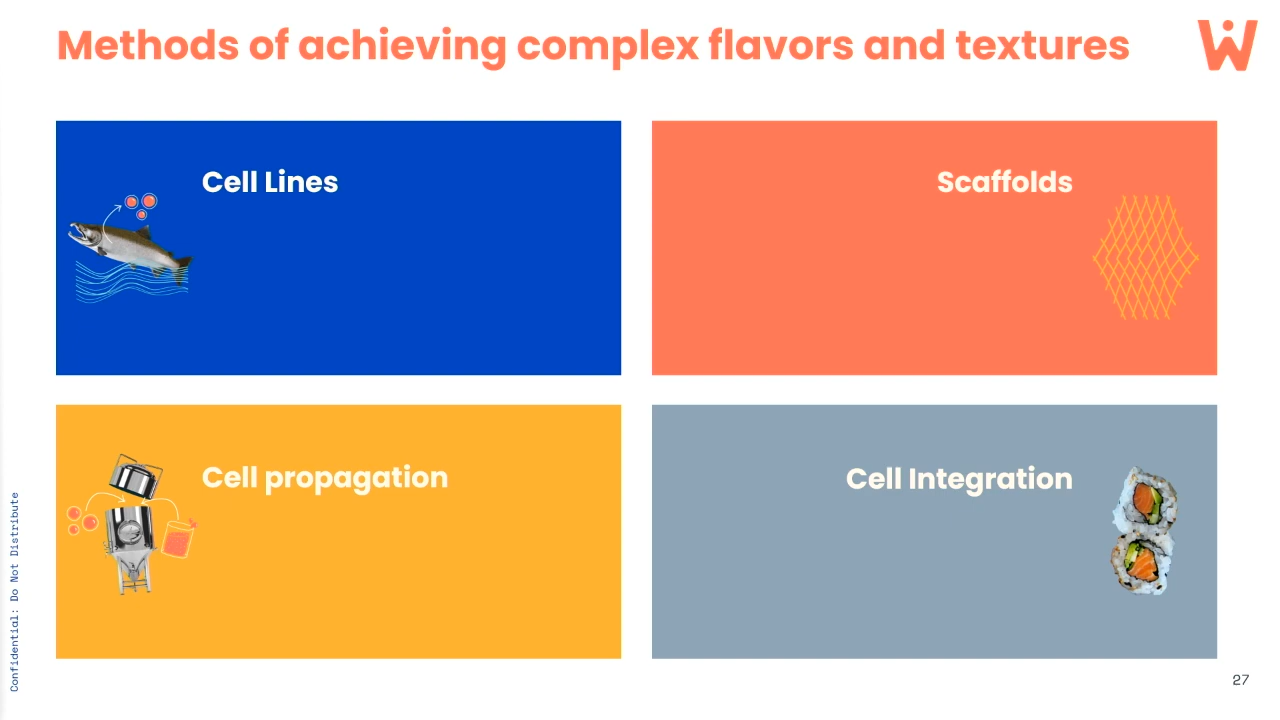 Methods of achieving complex flavors and textures
Cell Lines
Scaffolds
Cell propagation
Cell Integration
Confidential: Do Not Distribute
27